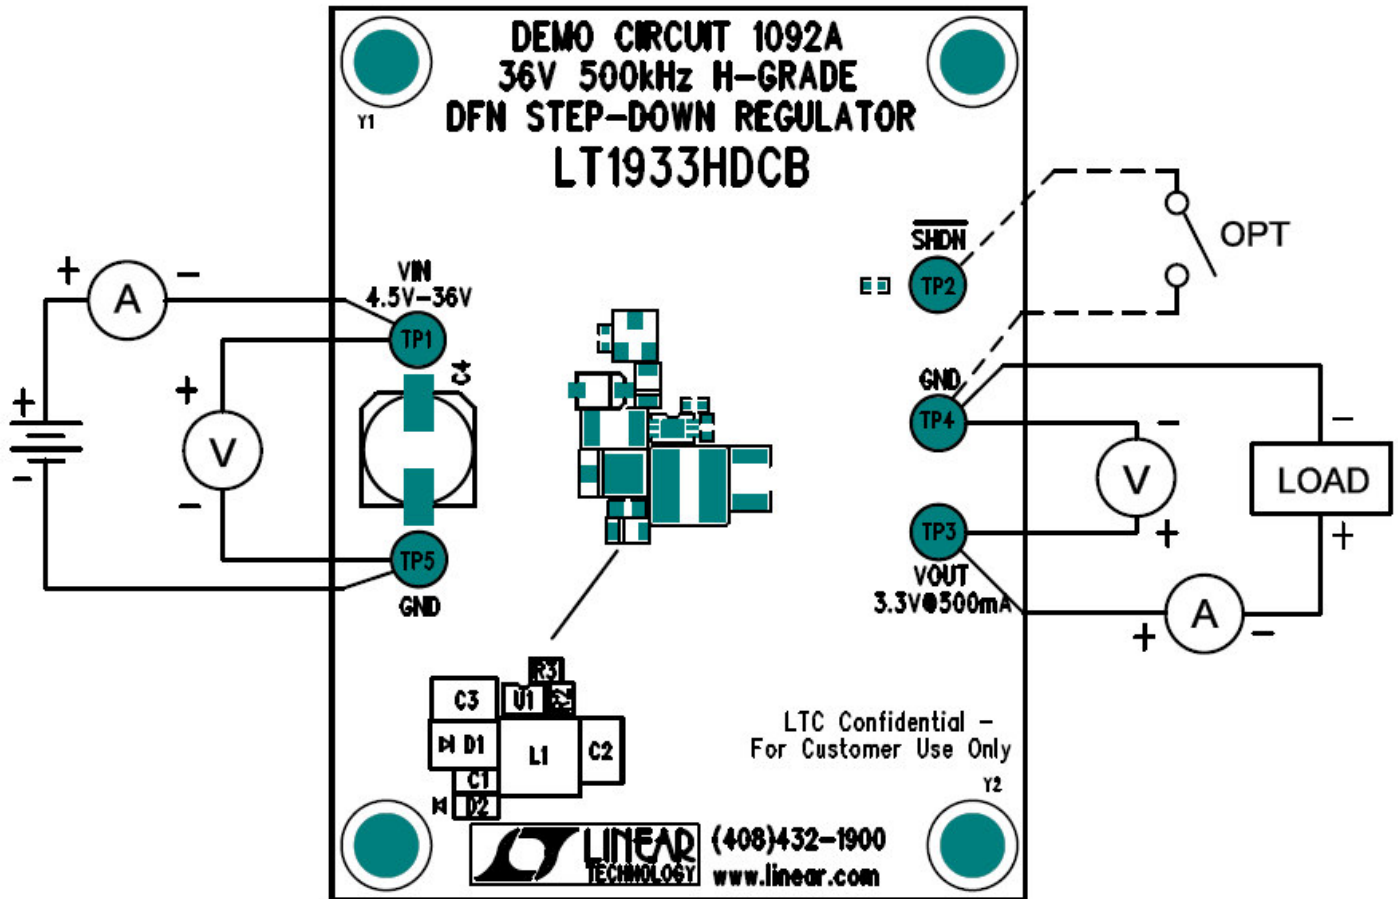 DEMO CIRCUIT 1092A
36V 500kHz H-GRADE
DFN STEP-DOWN REGULATOR
LT1933HDCB
Y1
SHDN
TP2
OPT
+ A -
VIN
4.5V-36V
TP1
C4
+
V
-
+
-
TP5
GND
GND
TP4
-
V
+
-
LOAD
+
TP3
VOUT
3.3V@500mA
+ A -
R3
C3 U1 R2
D1 L1 C2
C1
D2
LTC Confidential -
For Customer Use Only
Y2
LINEAR
TECHNOLOGY
(408)432-1900
www.linear.com